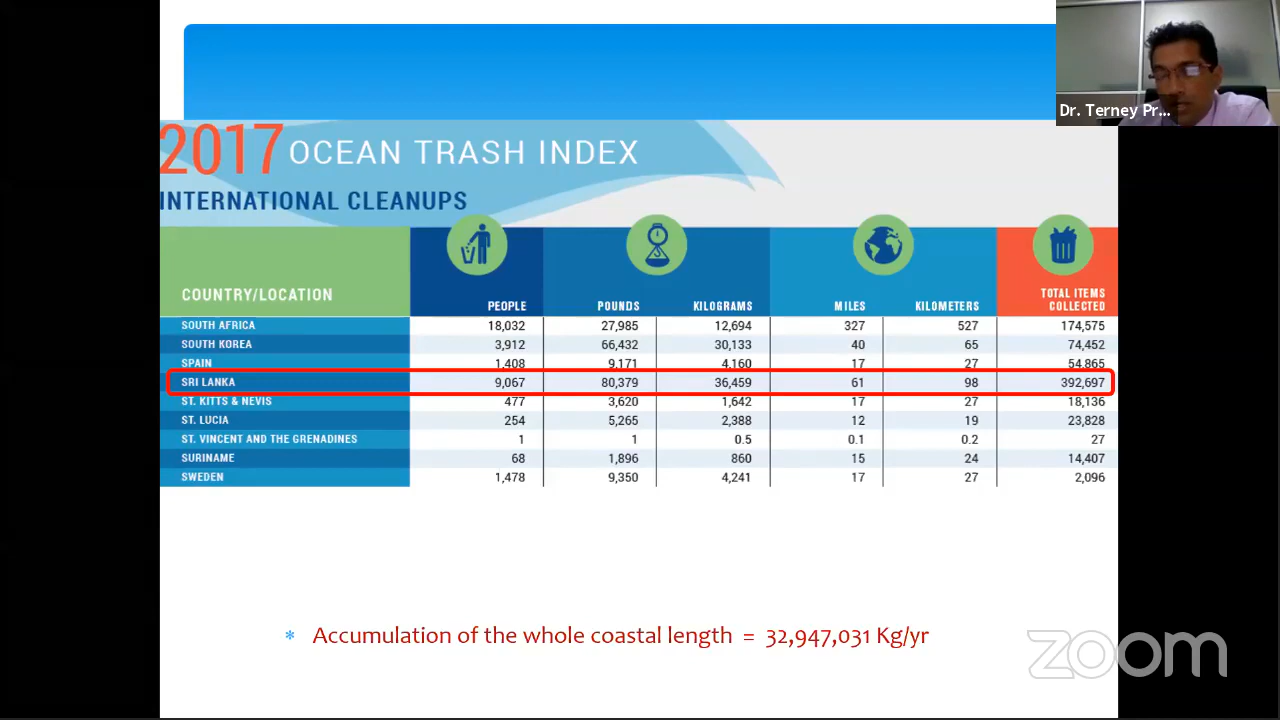 Dr. Terney Pr...
2017 OCEAN TRASH INDEX
INTERNATIONAL CLEANUPS
COUNTRY/LOCATION PEOPLE POUNDS KILOGRAMS MILES KILOMETERS TOTAL ITEMS COLLECTED
SOUTH AFRICA 18,032 27,985 12,694 327 527 174,575
SOUTH KOREA 3,912 66,432 30,133 40 65 74,452
SPAIN 1,408 9,171 4,160 17 27 54,865
SRI LANKA 9,067 80,379 36,459 61 98 392,697
ST. KITTS & NEVIS 477 3,620 1,642 17 27 18,136
ST. LUCIA 254 5,265 2,388 12 19 23,828
ST. VINCENT AND THE GRENADINES 1 1 0.5 0.1 0.2 27
SURINAME 68 1,896 860 15 24 14,407
SWEDEN 1,478 9,350 4,241 17 27 2,096
* Accumulation of the whole coastal length = 32,947,031 Kg/yr
zoom